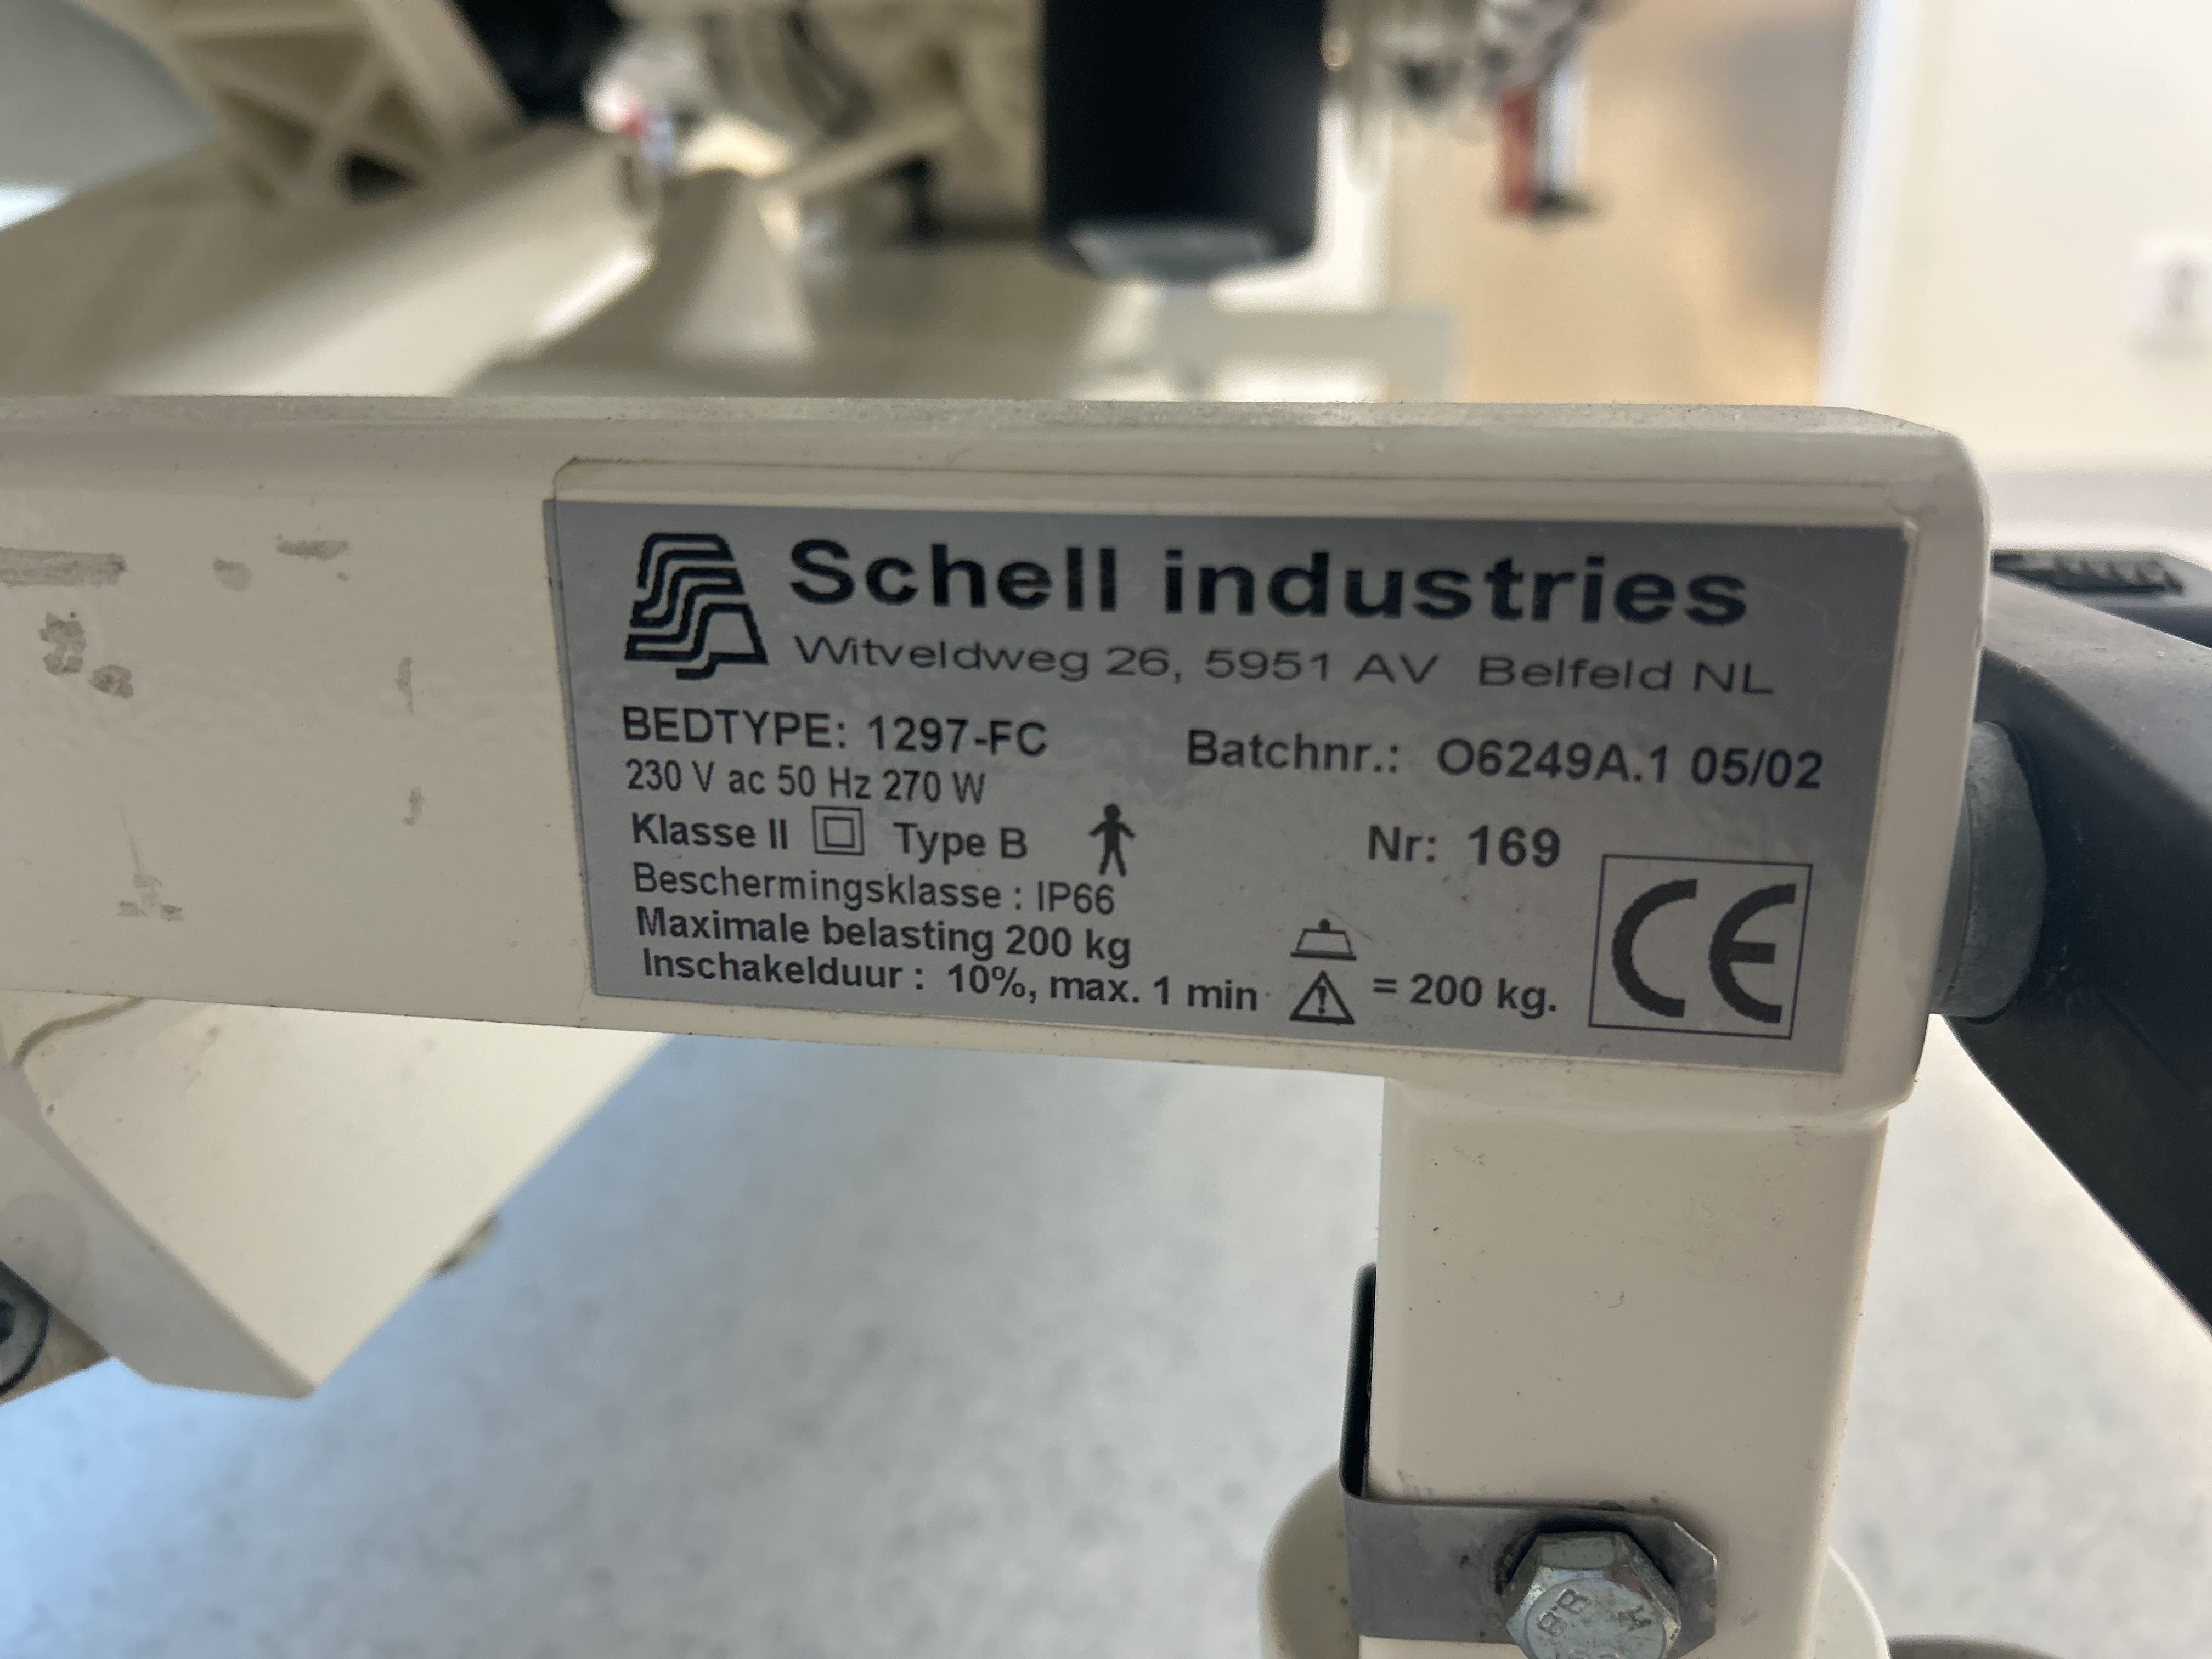 Schell industries
Witveldweg 26, 5951 AV Belfeld NL
BEDTYPE: 1297-FC
Batchnr.: O6249A.1 05/02
230 V ac 50 Hz 270 W
Klasse II Type B
Nr: 169
Beschermingsklasse : IP66
Maximale belasting 200 kg
Inschakelduur : 10%, max. 1 min
= 200 kg.
CE
8.8